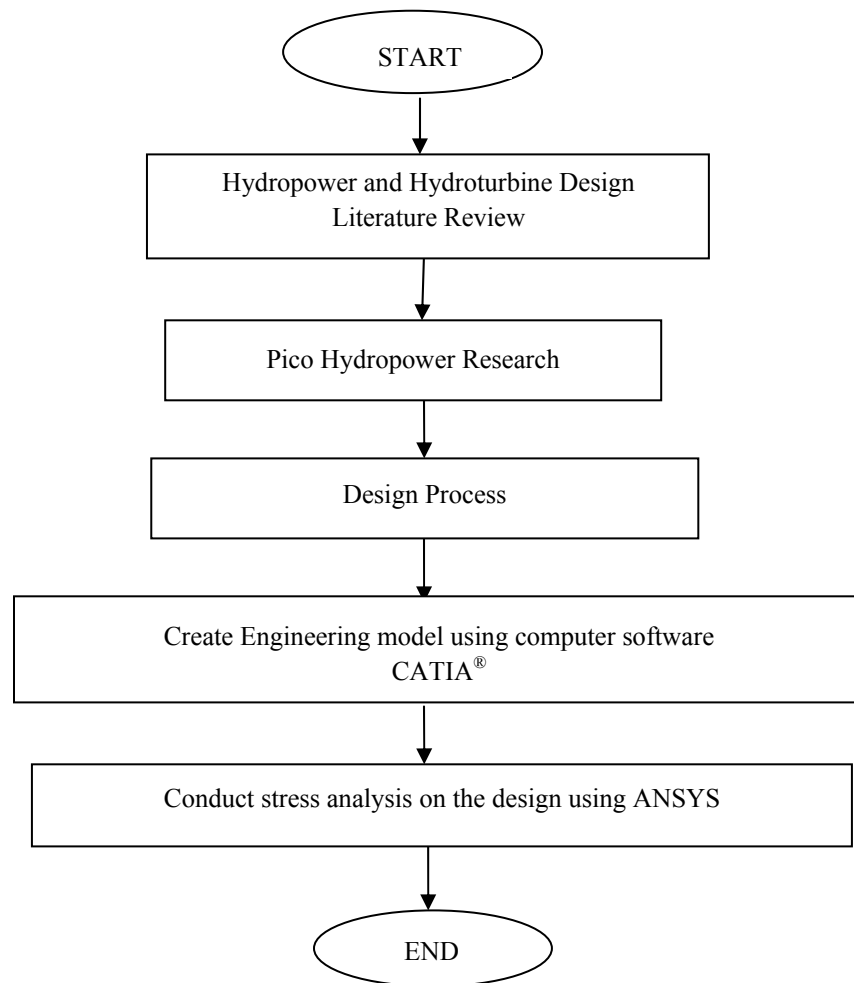 START
Hydropower and Hydroturbine Design
Literature Review
Pico Hydropower Research
Design Process
Create Engineering model using computer software
CATIA®
Conduct stress analysis on the design using ANSYS
END